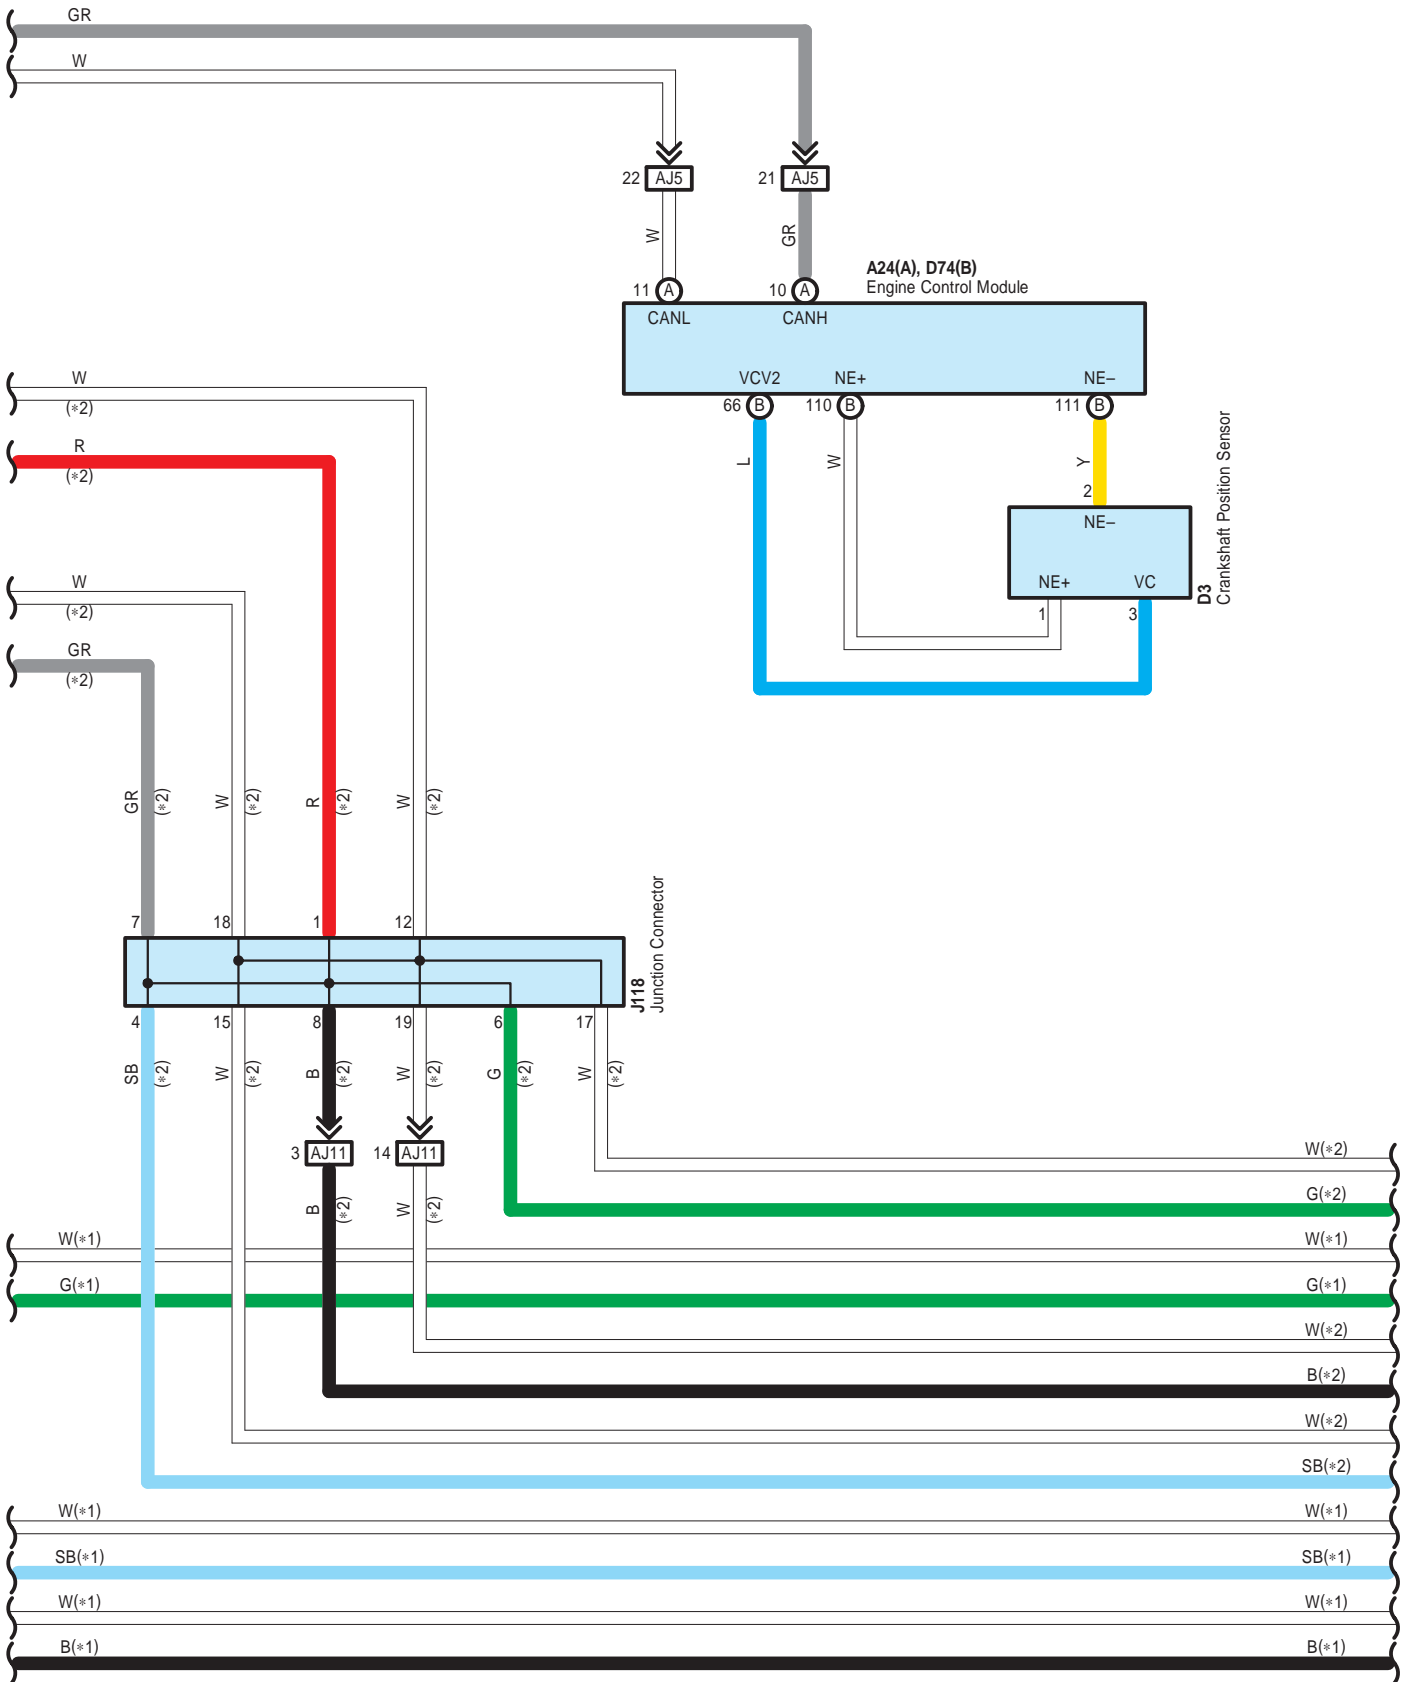 GR
W
22 AJ5
21 AJ5
W
GR
A24(A), D74(B)
Engine Control Module
11 A
10 A
CANL
CANH
VCV2
NE+
NE–
66 B
110 B
111 B
L
W
Y
2
NE–
NE+
VC
1
3
D3
Crankshaft Position Sensor
W
(*2)
R
(*2)
W
(*2)
GR
(*2)
GR
(*2)
W
(*2)
R
(*2)
W
(*2)
7
18
1
12
J118
Junction Connector
4
15
8
19
6
17
SB
(*2)
W
(*2)
B
(*2)
W
(*2)
G
(*2)
W
(*2)
3 AJ11
14 AJ11
B
(*2)
W
(*2)
W(*2)
G(*2)
W(*1)
W(*1)
G(*1)
G(*1)
W(*2)
B(*2)
W(*2)
SB(*2)
W(*1)
W(*1)
SB(*1)
SB(*1)
W(*1)
W(*1)
B(*1)
B(*1)